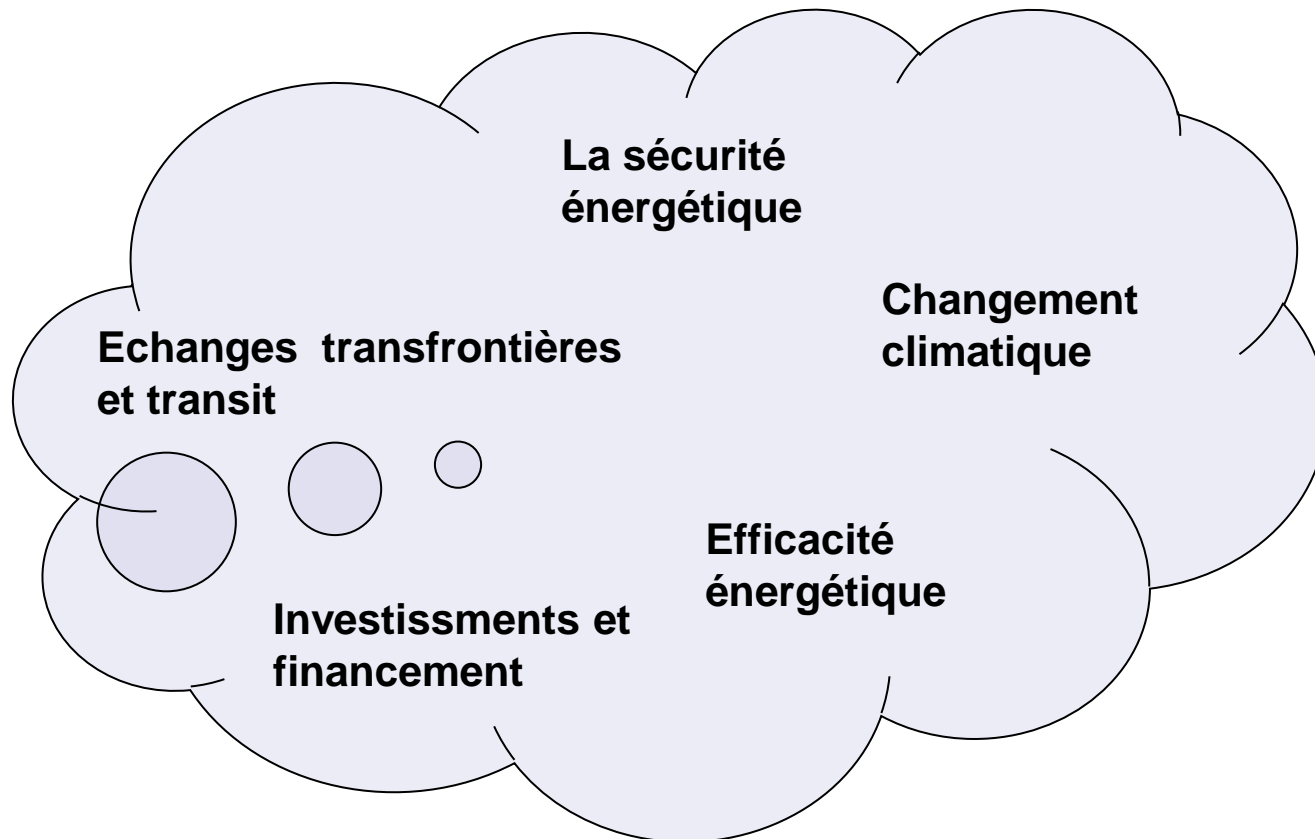 La sécurité
énergétique
Changement
climatique
Echanges  transfrontières
et transit
Efficacité
énergétique
Investissments et
financement